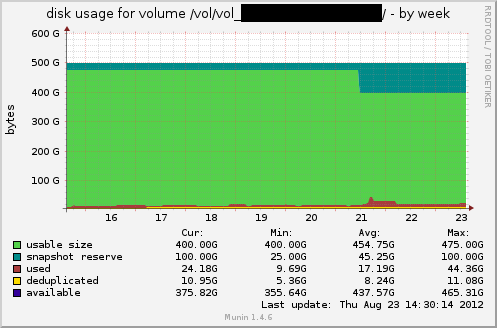 disk usage for volume /vol/vol_ / - by week
RRDTOOL / TOBI OETIKER
600 G
500 G
400 G
300 G
200 G
100 G
bytes
16 17 18 19 20 21 22 23
Cur: Min: Avg: Max:
usable size 400.00G 400.00G 454.75G 475.00G
snapshot reserve 100.00G 25.00G 45.25G 100.00G
used 24.18G 9.69G 17.19G 44.36G
deduplicated 10.95G 5.36G 8.24G 11.08G
available 375.82G 355.64G 437.57G 465.31G
Last update: Thu Aug 23 14:30:14 2012
Munin 1.4.6